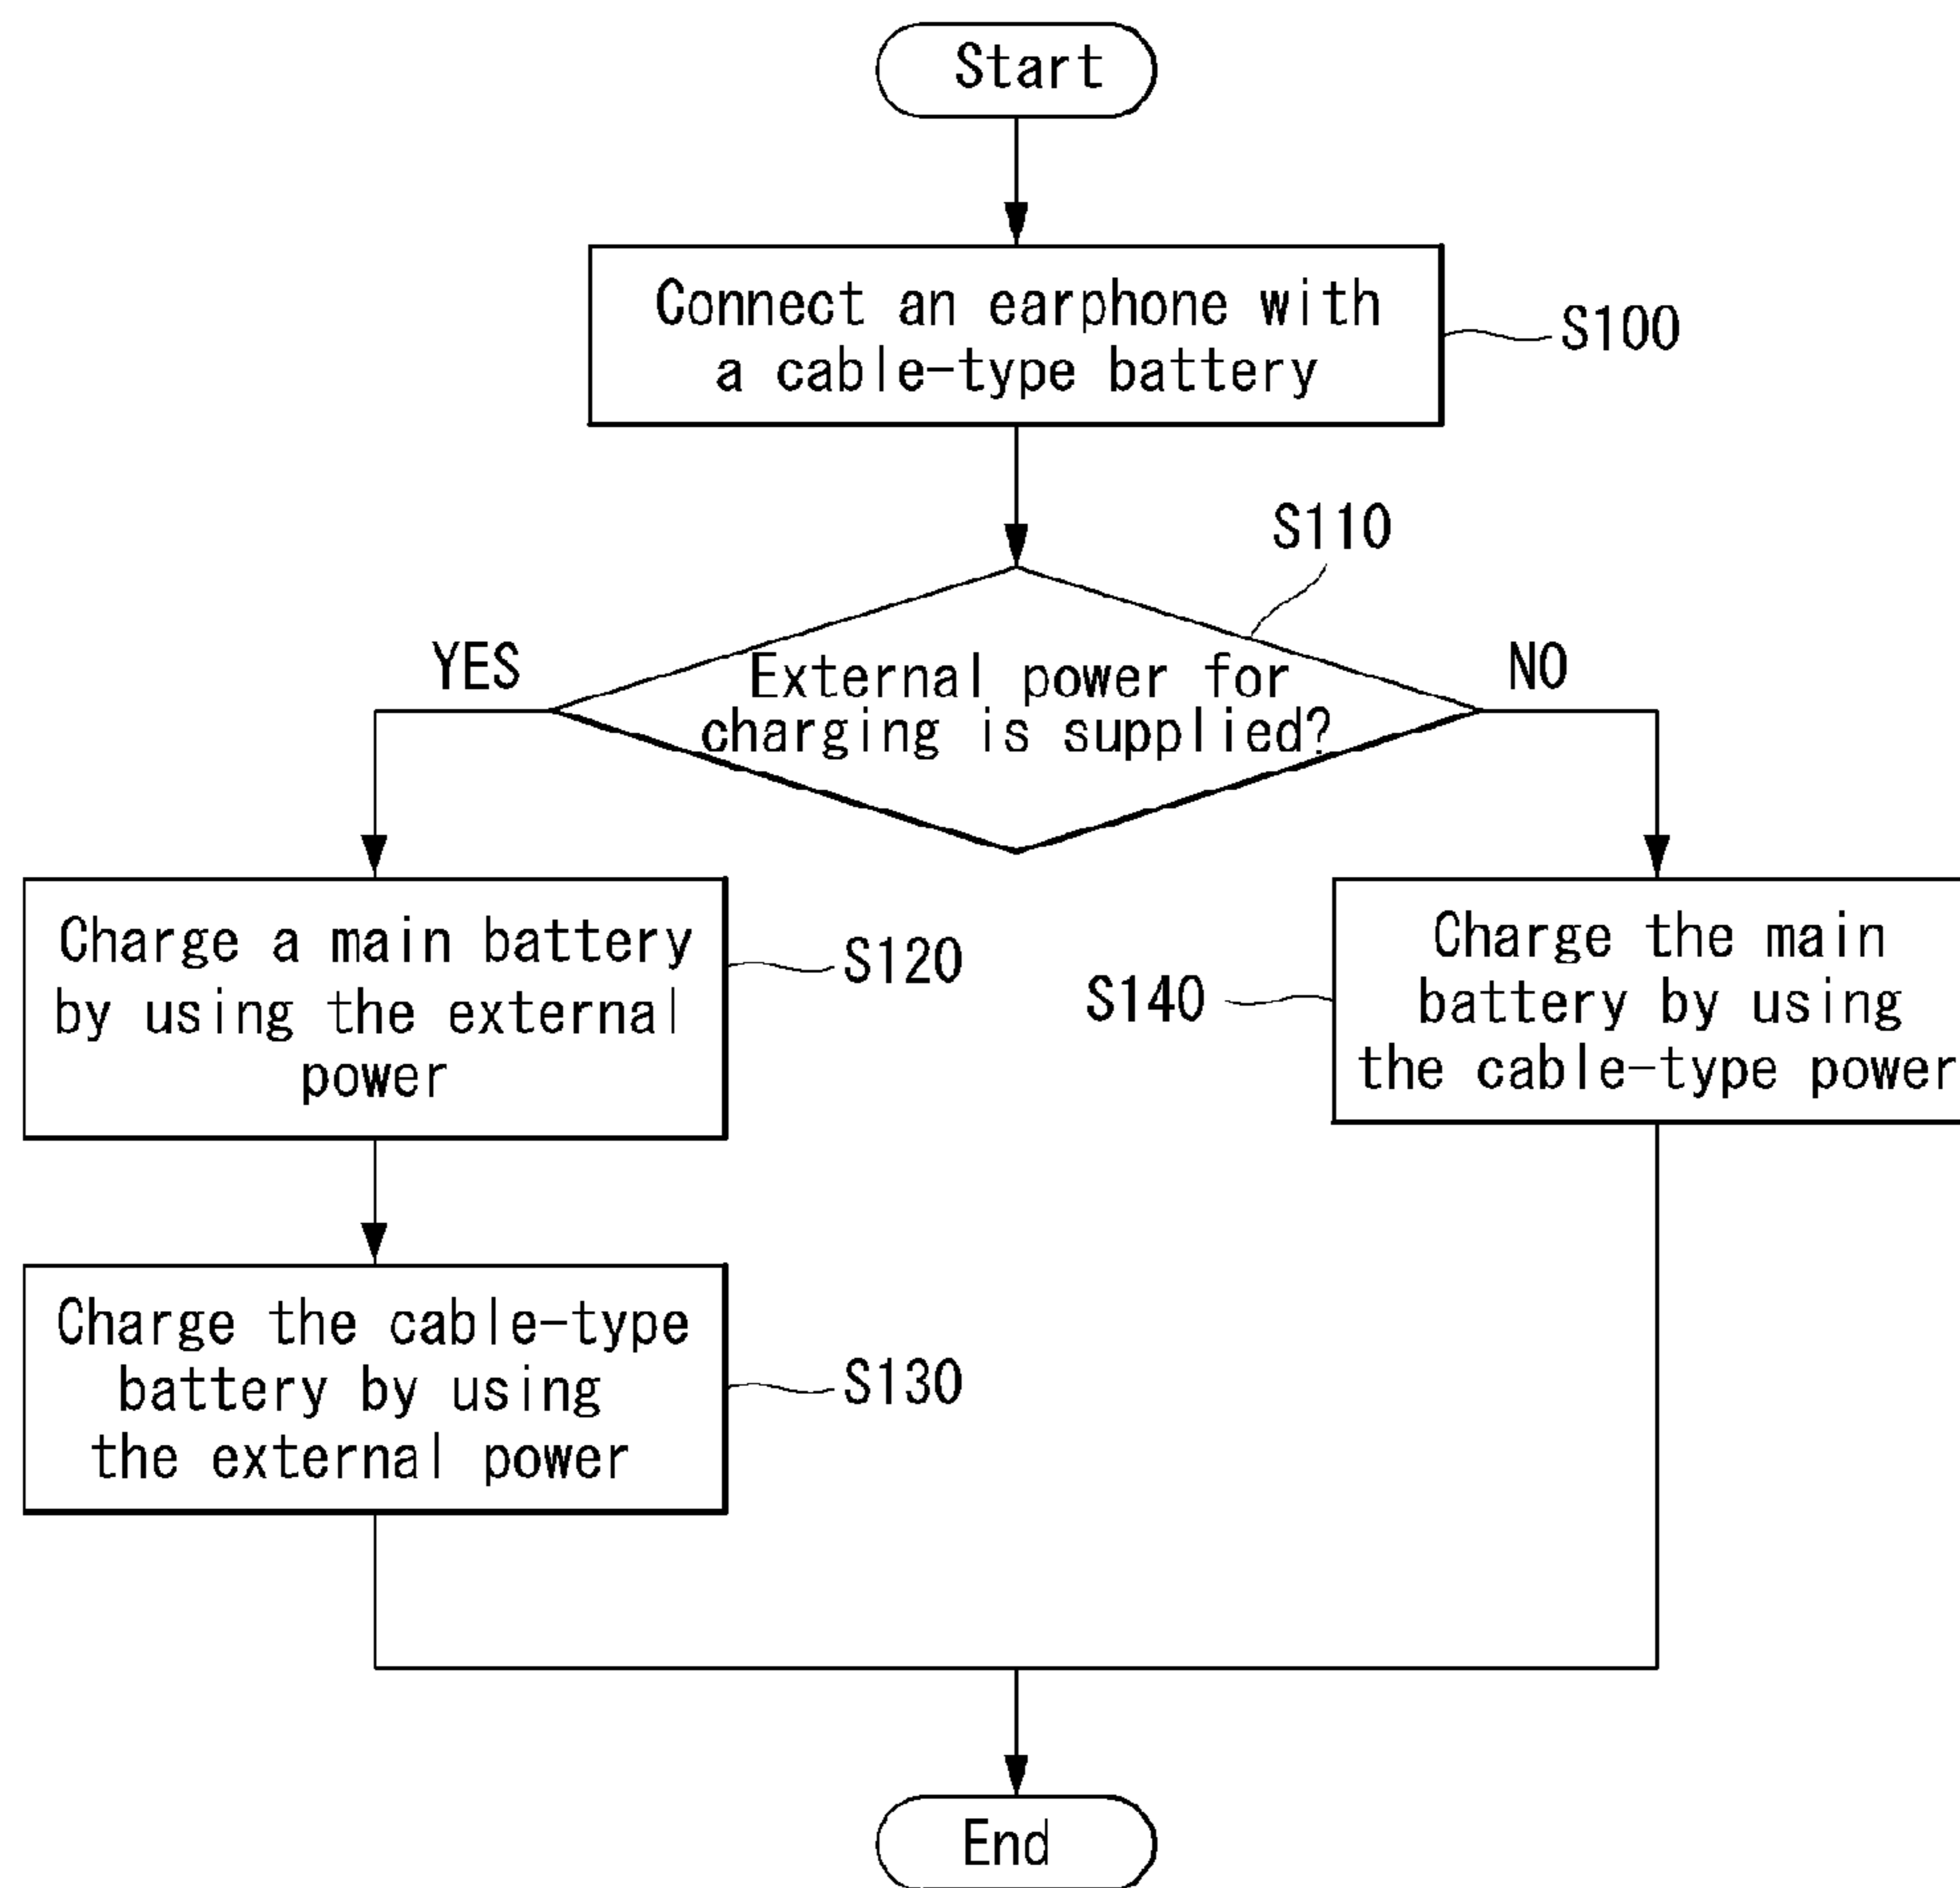 Start
Connect an earphone with
a cable-type battery
S100
S110
YES
External power for
charging is supplied?
NO
Charge a main battery
by using the external
power
S120
S140
Charge the main
battery by using
the cable-type power
Charge the cable-type
battery by using
the external power
S130
End